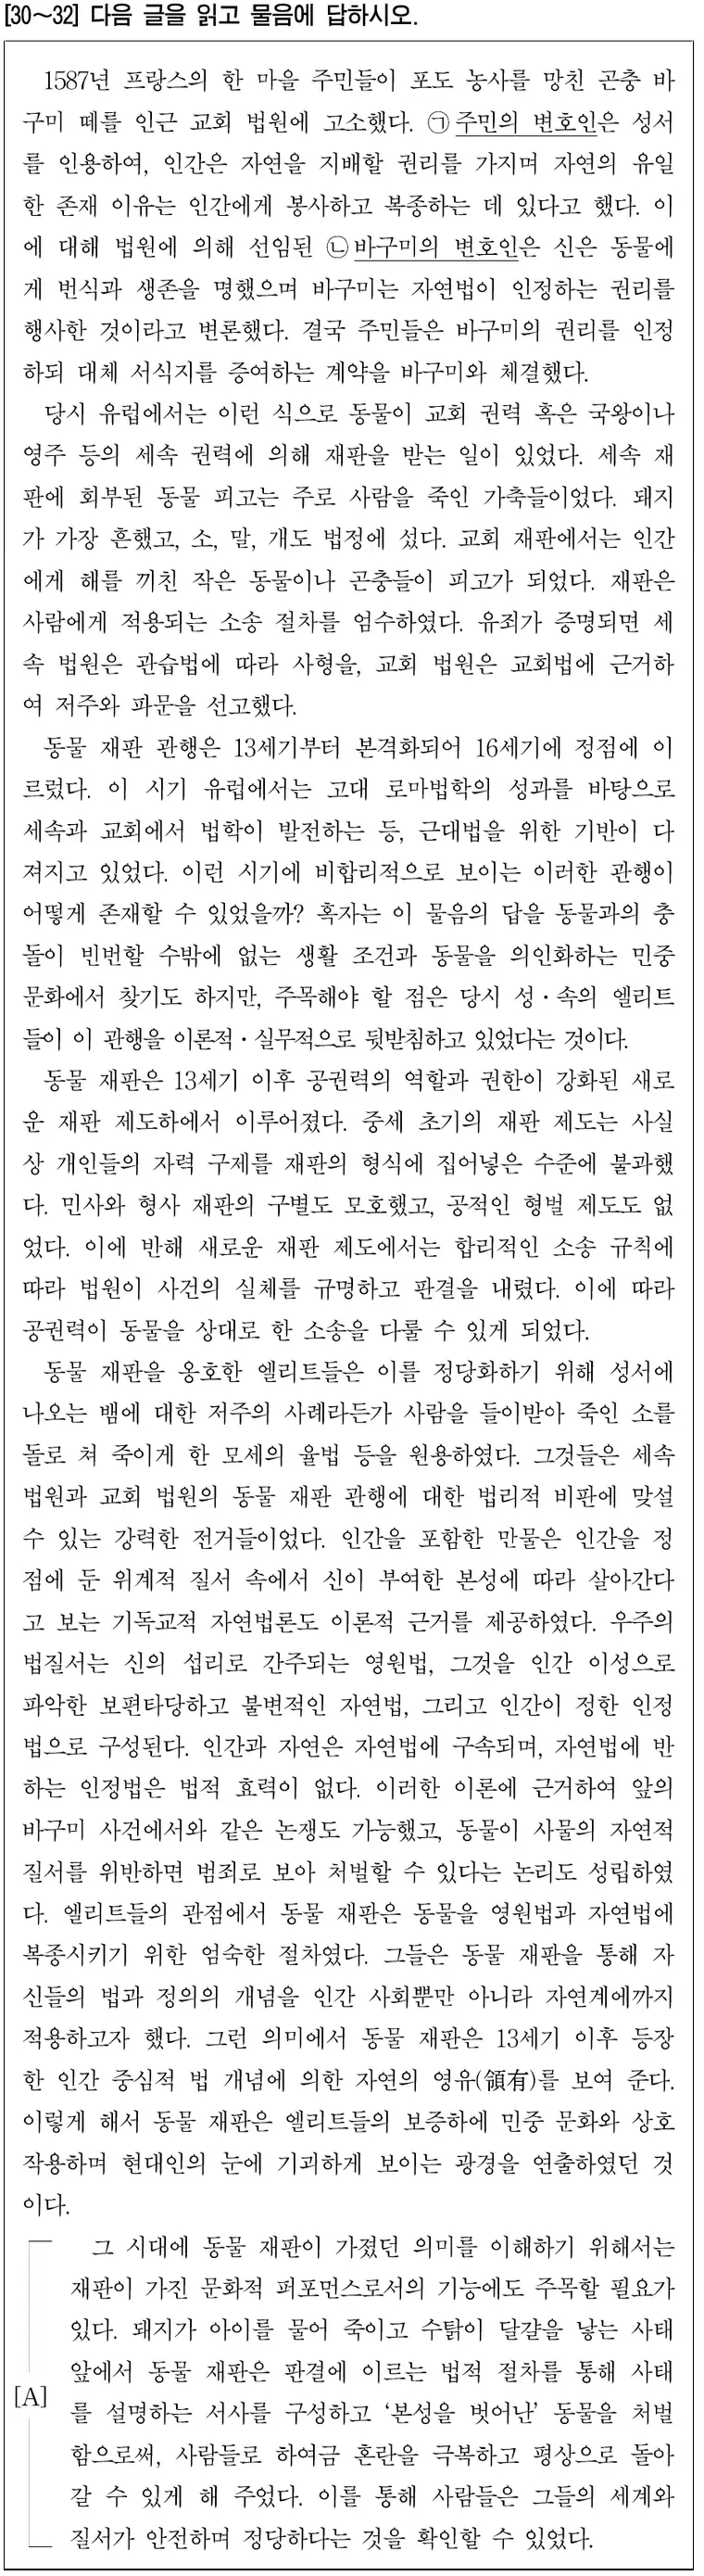 [30～32] 다음 글을 읽고 물음에 답하시오.
1587년 프랑스의 한 마을 주민들이 포도 농사를 망친 곤충 바
구미 떼를 인근 교회 법원에 고소했다. ㉠주민의 변호인은 성서
를 인용하여, 인간은 자연을 지배할 권리를 가지며 자연의 유일
한 존재 이유는 인간에게 봉사하고 복종하는 데 있다고 했다. 이
에 대해 법원에 의해 선임된 ㉡바구미의 변호인은 신은 동물에
게 번식과 생존을 명했으며 바구미는 자연법이 인정하는 권리를
행사한 것이라고 변론했다. 결국 주민들은 바구미의 권리를 인정
하되 대체 서식지를 증여하는 계약을 바구미와 체결했다.
당시 유럽에서는 이런 식으로 동물이 교회 권력 혹은 국왕이나
영주 등의 세속 권력에 의해 재판을 받는 일이 있었다. 세속 재
판에 회부된 동물 피고는 주로 사람을 죽인 가축들이었다. 돼지
가 가장 흔했고, 소, 말, 개도 법정에 섰다. 교회 재판에서는 인간
에게 해를 끼친 작은 동물이나 곤충들이 피고가 되었다. 재판은
사람에게 적용되는 소송 절차를 엄수하였다. 유죄가 증명되면 세
속 법원은 관습법에 따라 사형을, 교회 법원은 교회법에 근거하
여 저주와 파문을 선고했다.
동물 재판 관행은 13세기부터 본격화되어 16세기에 정점에 이
르렀다. 이 시기 유럽에서는 고대 로마법학의 성과를 바탕으로
세속과 교회에서 법학이 발전하는 등, 근대법을 위한 기반이 다
져지고 있었다. 이런 시기에 비합리적으로 보이는 이러한 관행이
어떻게 존재할 수 있었을까? 혹자는 이 물음의 답을 동물과의 충
돌이 빈번할 수밖에 없는 생활 조건과 동물을 의인화하는 민중
문화에서 찾기도 하지만, 주목해야 할 점은 당시 성·속의 엘리트
들이 이 관행을 이론적·실무적으로 뒷받침하고 있었다는 것이다.
동물 재판은 13세기 이후 공권력의 역할과 권한이 강화된 새로
운 재판 제도하에서 이루어졌다. 중세 초기의 재판 제도는 사실
상 개인들의 자력 구제를 재판의 형식에 집어넣은 수준에 불과했
다. 민사와 형사 재판의 구별도 모호했고, 공적인 형벌 제도도 없
었다. 이에 반해 새로운 재판 제도에서는 합리적인 소송 규칙에
따라 법원이 사건의 실체를 규명하고 판결을 내렸다. 이에 따라
공권력이 동물을 상대로 한 소송을 다룰 수 있게 되었다.
동물 재판을 옹호한 엘리트들은 이를 정당화하기 위해 성서에
나오는 뱀에 대한 저주의 사례라든가 사람을 들이받아 죽인 소를
돌로 쳐 죽이게 한 모세의 율법 등을 원용하였다. 그것들은 세속
법원과 교회 법원의 동물 재판 관행에 대한 법리적 비판에 맞설
수 있는 강력한 전거들이었다. 인간을 포함한 만물은 인간을 정
점에 둔 위계적 질서 속에서 신이 부여한 본성에 따라 살아간다
고 보는 기독교적 자연법론도 이론적 근거를 제공하였다. 우주의
법질서는 신의 섭리로 간주되는 영원법, 그것을 인간 이성으로
파악한 보편타당하고 불변적인 자연법, 그리고 인간이 정한 인정
법으로 구성된다. 인간과 자연은 자연법에 구속되며, 자연법에 반
하는 인정법은 법적 효력이 없다. 이러한 이론에 근거하여 앞의
바구미 사건에서와 같은 논쟁도 가능했고, 동물이 사물의 자연적
질서를 위반하면 범죄로 보아 처벌할 수 있다는 논리도 성립하였
다. 엘리트들의 관점에서 동물 재판은 동물을 영원법과 자연법에
복종시키기 위한 엄숙한 절차였다. 그들은 동물 재판을 통해 자
신들의 법과 정의의 개념을 인간 사회뿐만 아니라 자연계에까지
적용하고자 했다. 그런 의미에서 동물 재판은 13세기 이후 등장
한 인간 중심적 법 개념에 의한 자연의 영유(領有)를 보여 준다.
이렇게 해서 동물 재판은 엘리트들의 보증하에 민중 문화와 상호
작용하며 현대인의 눈에 기괴하게 보이는 광경을 연출하였던 것
이다.
그 시대에 동물 재판이 가졌던 의미를 이해하기 위해서는
재판이 가진 문화적 퍼포먼스로서의 기능에도 주목할 필요가
있다. 돼지가 아이를 물어 죽이고 수탉이 달걀을 낳는 사태
앞에서 동물 재판은 판결에 이르는 법적 절차를 통해 사태
[A] 를 설명하는 서사를 구성하고 ‘본성을 벗어난’ 동물을 처벌
함으로써, 사람들로 하여금 혼란을 극복하고 평상으로 돌아
갈 수 있게 해 주었다. 이를 통해 사람들은 그들의 세계와
질서가 안전하며 정당하다는 것을 확인할 수 있었다.